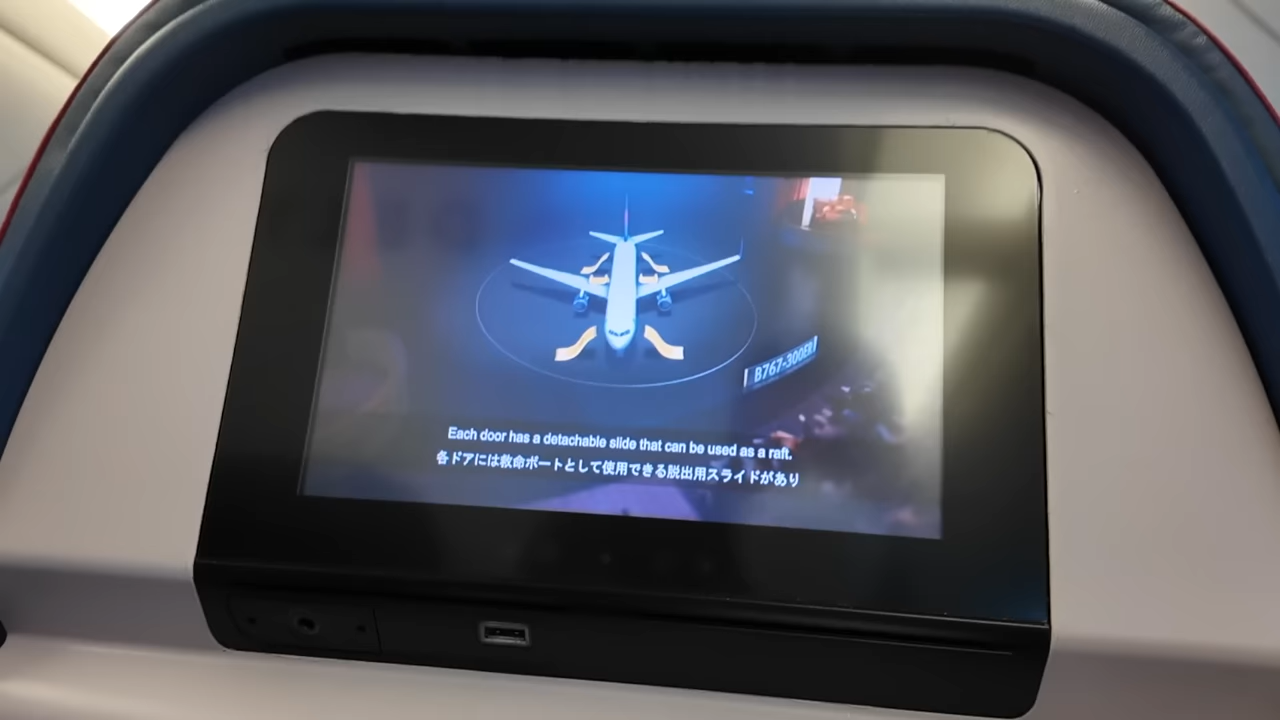 B767-300ER
Each door has a detachable slide that can be used as a raft.
各ドアには救命ボートとして使用できる脱出用スライドがあり